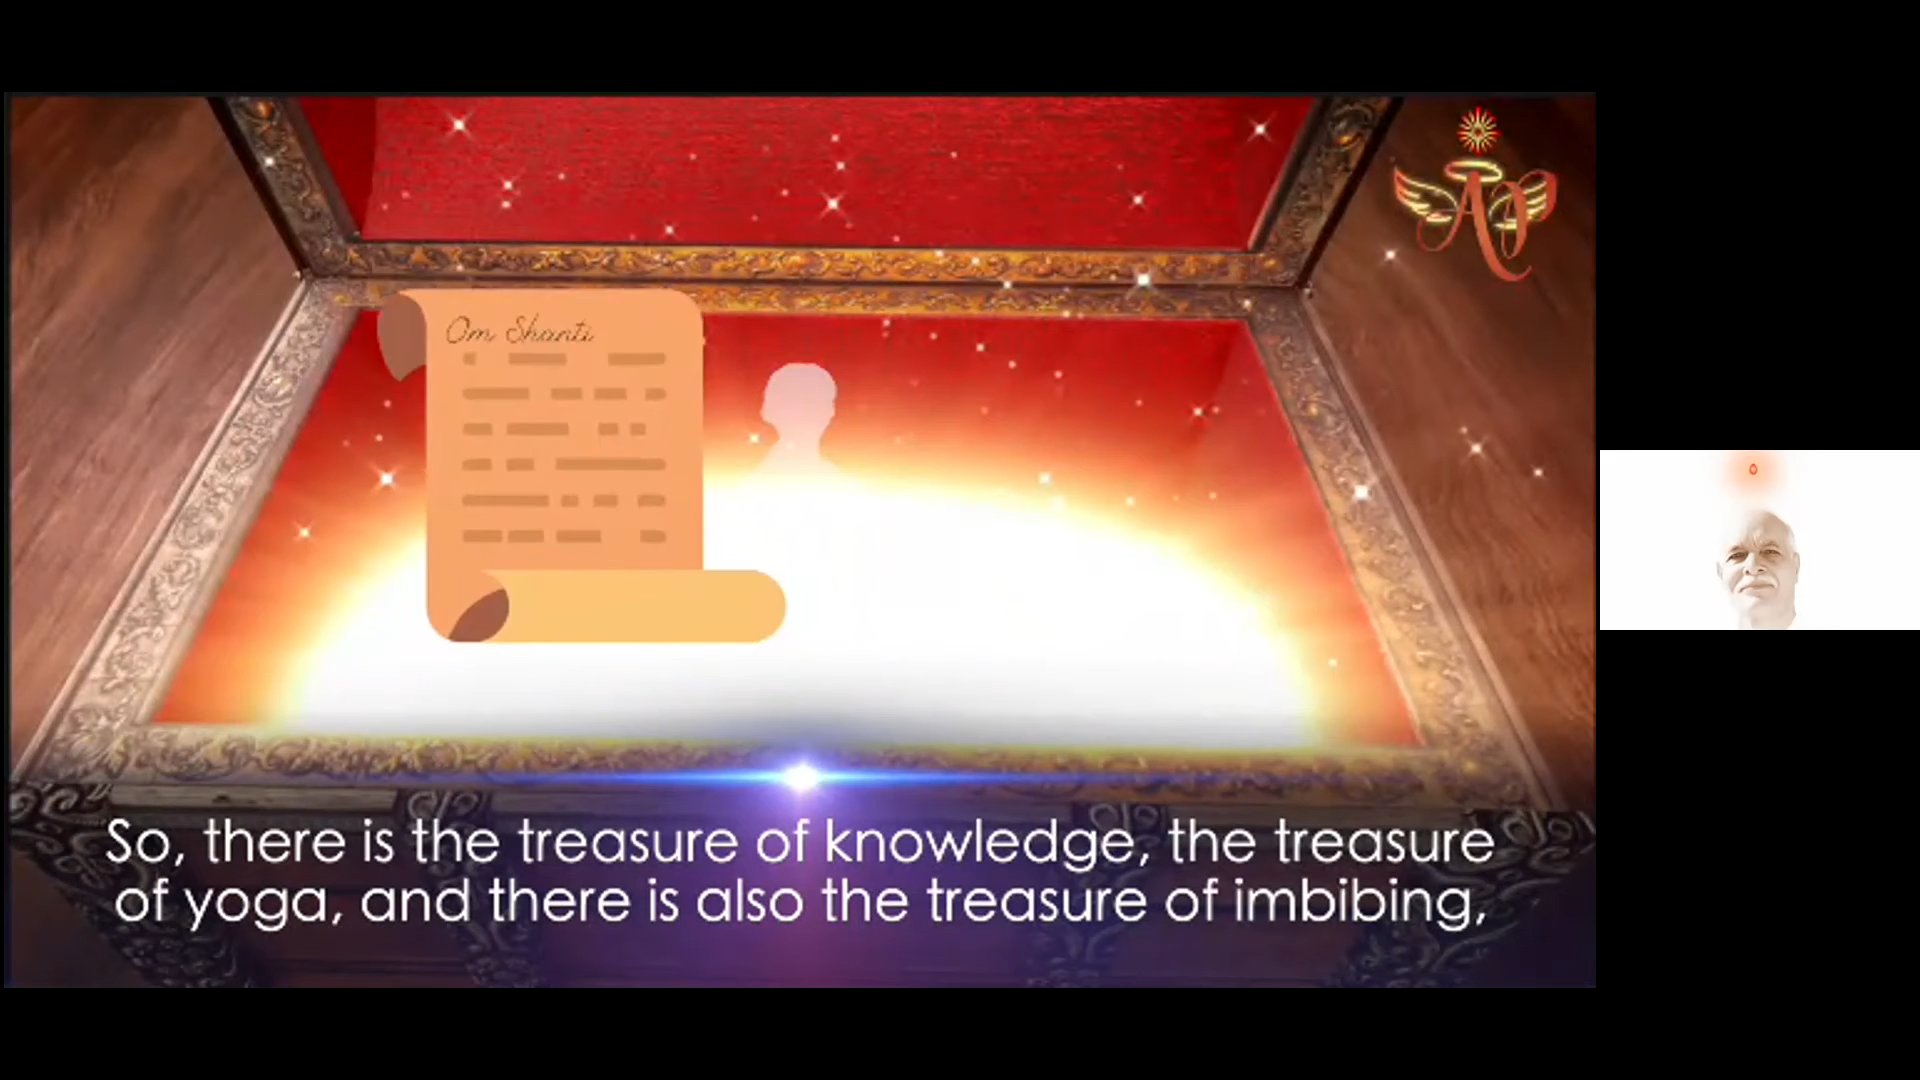 Om Shanti
So, there is the treasure of knowledge, the treasure
of yoga, and there is also the treasure of imbibing,